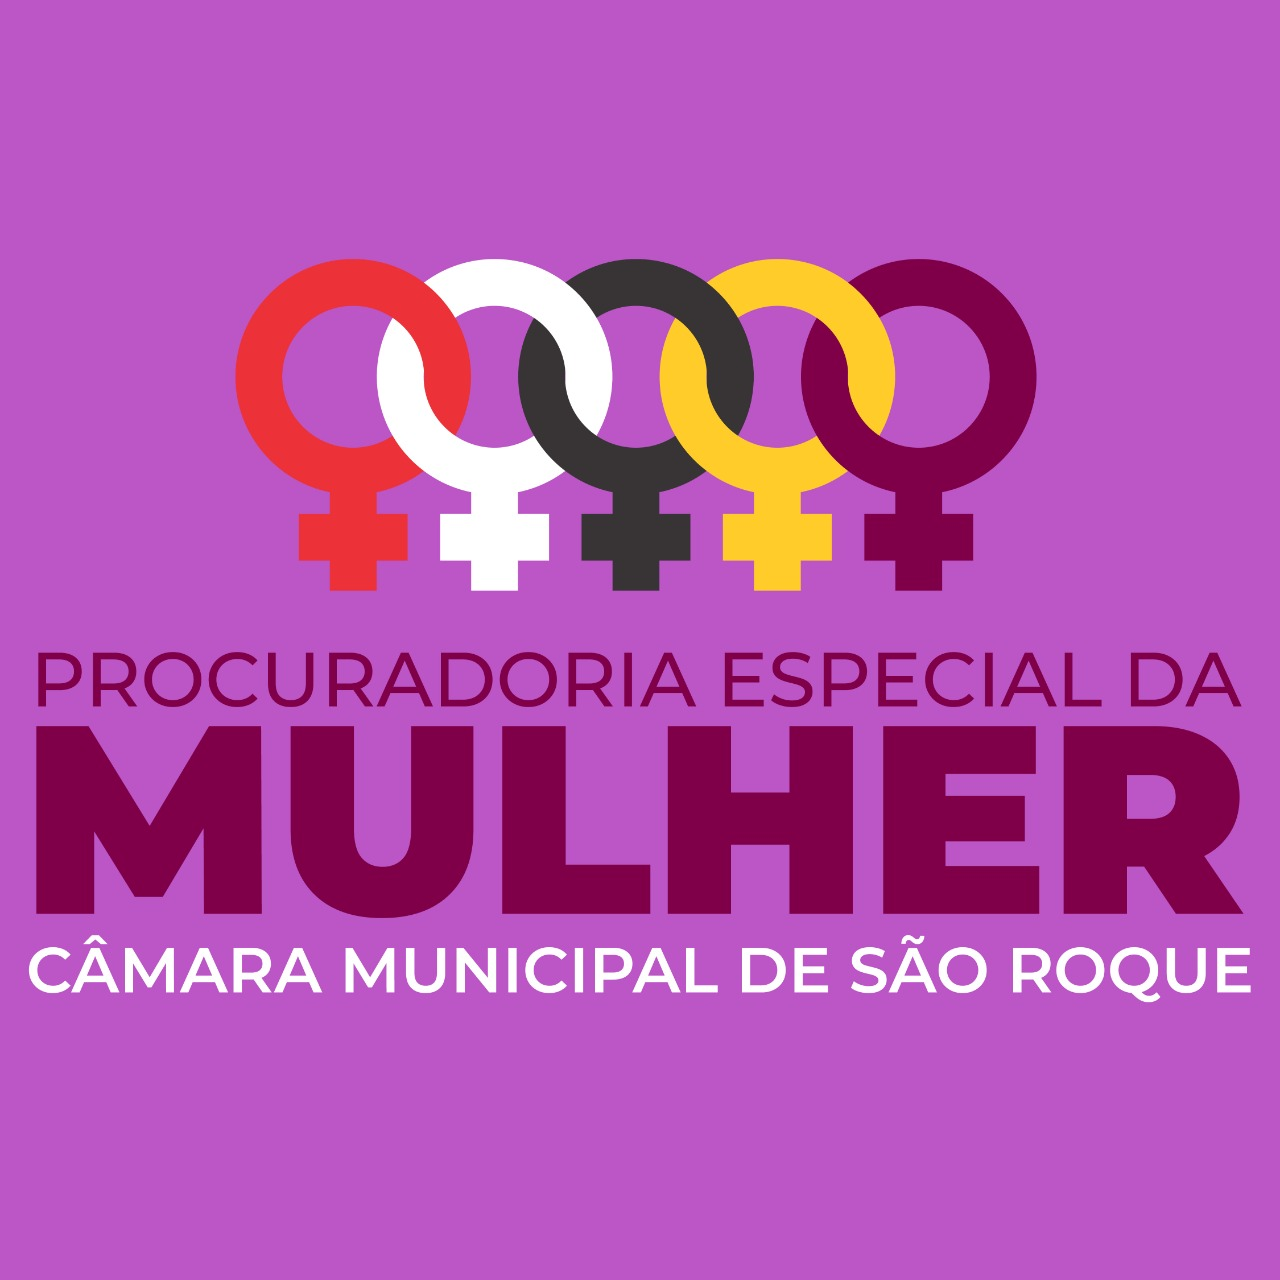 PROCURADORIA ESPECIAL DA
MULHER
CÂMARA MUNICIPAL DE SÃO ROQUE